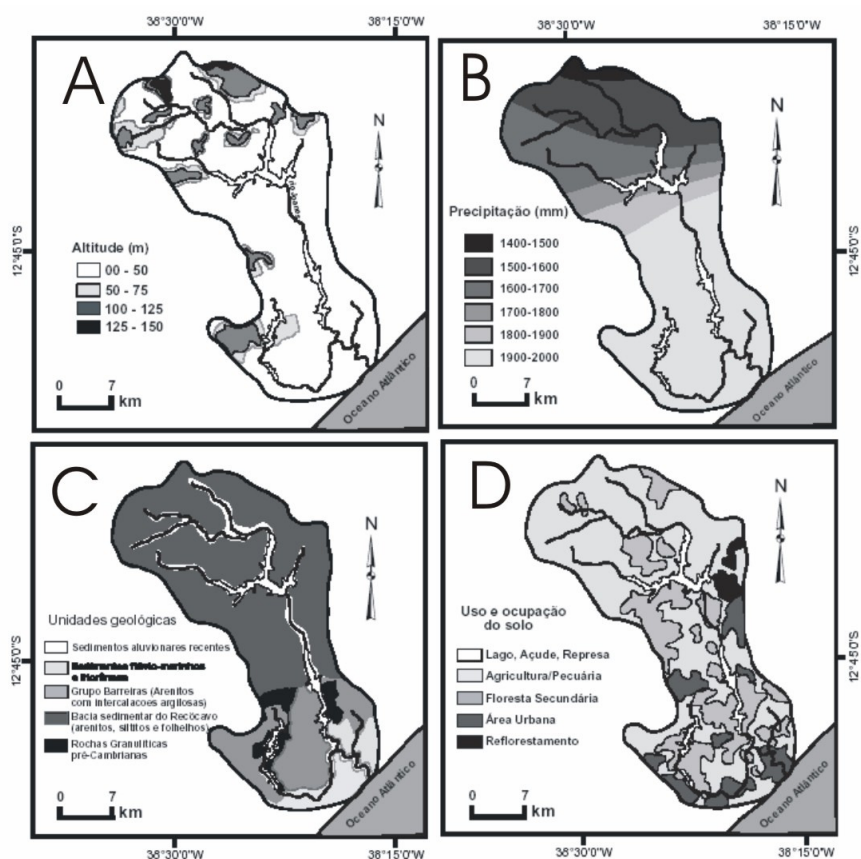 38°30'0"W
38°15'0"W
A
N
Altitude (m)
00 - 50
50 - 75
100 - 125
125 - 150
0 7
km
Oceano Atlântico
12°45'0"S
38°30'0"W
38°15'0"W
B
N
Precipitação (mm)
1400-1500
1500-1600
1600-1700
1700-1800
1800-1900
1900-2000
0 7
km
Oceano Atlântico
12°45'0"S
C
N
Unidades geológicas
Sedimentos aluvionares recentes
Grupo Barreiras (Arenitos
com intercalacoes argilosas)
Bacia sedimentar do Recôcavo
(arenitos, siltitos e folhelhos)
Rochas Granulíticas
pré-Cambrianas
0 7
km
Oceano Atlântico
12°45'0"S
38°30'0"W
38°15'0"W
D
N
Uso e ocupação
do solo
Lago, Açude, Represa
Agricultura/Pecuária
Floresta Secundária
Área Urbana
Reflorestamento
0 7
km
Oceano Atlântico
12°45'0"S
38°30'0"W
38°15'0"W